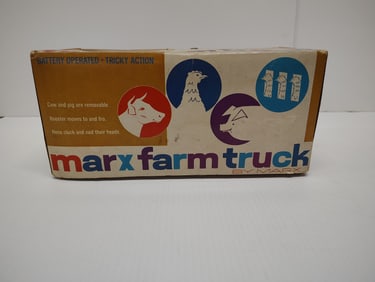 BATTERY OPERATED - TRICKY ACTION
Cow and pig are removable.
Rooster moves to and fro.
Hens cluck and nod their heads.
marx farm truck
BY MARX